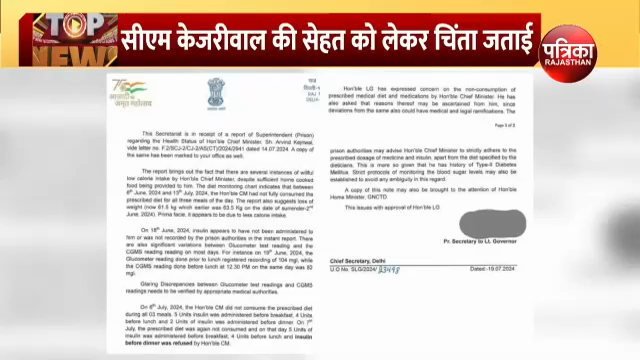 TOP
NEWS
सीएम केजरीवाल की सेहत को लेकर चिंता जताई
पत्रिका
RAJASTHAN
75
आज़ादी का
अमृत महोत्सव
This Secretariat is in receipt of a report of Superintendent (Prison)
regarding the Health Status of Hon'ble Chief Minister, Sh. Arvind Kejriwal,
vide letter no. dated 14.07.2024. A copy
of the same has been marked to your office as well.
The report brings out the fact that there are several instances of willful
low calorie intake by Hon'ble Chief Minister, despite sufficient home cooked
food being provided to him. The diet monitoring chart indicates that between
6th June, 2024 and 13th July, 2024, the Hon'ble CM had not fully consumed the
prescribed diet for all three meals of the day. The report also suggests loss of
weight (now 61.5 kg which earlier was 63.5 Kg on the date of surrender-2nd
June, 2024). Prima facie, it appears to be due to less calorie intake.
On 18th June, 2024, insulin appears to have not been administered to
him or was not recorded by the prison authorities in the instant report. There
are also significant variations between Glucometer test reading and the
CGMS reading on most days. For instance on 19th June, 2024, the
Glucometer reading done prior to lunch registered recording of 104 mg/l, while
the CGMS reading done before lunch at 12.30 PM on the same day was 82
mg/l.
Glaring Discrepancies between Glucometer test readings and CGMS
readings needs to be verified by appropriate medical authorities.
On 6th July, 2024, the Hon'ble CM did not consume the prescribed diet
during all 03 meals. 5 Units insulin was administered before breakfast, 4 Units
before lunch and 2 Units of insulin was administered before dinner. On 7th
July, the prescribed diet was again not consumed and on that day 5 Units of
insulin was administered before breakfast, 4 Units before lunch and insulin
before dinner was refused by Hon'ble CM.
Hon'ble LG has expressed concern on the non-consumption of
prescribed medical diet and medications by Hon'ble Chief Minister. He has
also asked that reasons thereof may be ascertained from him, since
deviations from the same also could have medical and legal ramifications. The
prison authorities may advise Hon'ble Chief Minister to strictly adhere to the
prescribed dosage of medicine and insulin, apart from the diet specified by the
dieticians. This is more so given that he has history of Type-II Diabetes
Mellitus. Strict protocols of monitoring the blood sugar levels may also be
established to avoid any ambiguity in this regard.
A copy of this note may also be brought to the attention of Hon'ble
Home Minister, GNCTD.
This issues with approval of Hon'ble LG.
Pr. Secretary to Lt. Governor
Chief Secretary, Delhi
U.O No. SLG/2024/ Dated:-19.07.2024